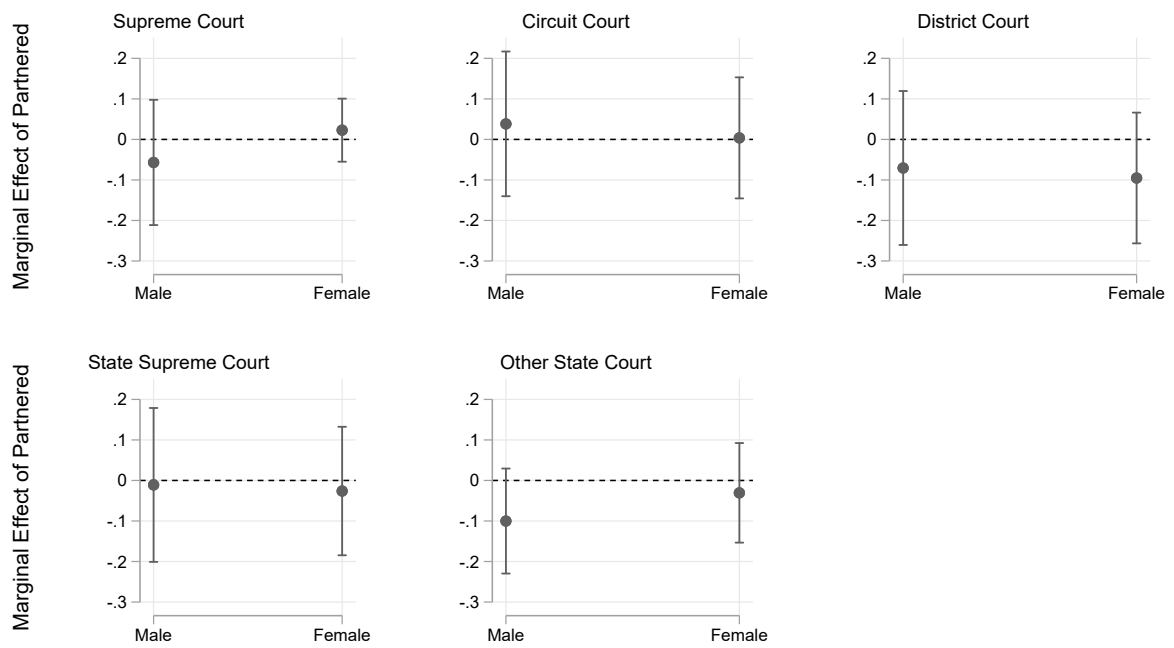 Supreme Court
Marginal Effect of Partnered
.2
.1
0
-.1
-.2
-.3
Male Female
Circuit Court
.2
.1
0
-.1
-.2
-.3
Male Female
District Court
.2
.1
0
-.1
-.2
-.3
Male Female
State Supreme Court
Marginal Effect of Partnered
.2
.1
0
-.1
-.2
-.3
Male Female
Other State Court
.2
.1
0
-.1
-.2
-.3
Male Female